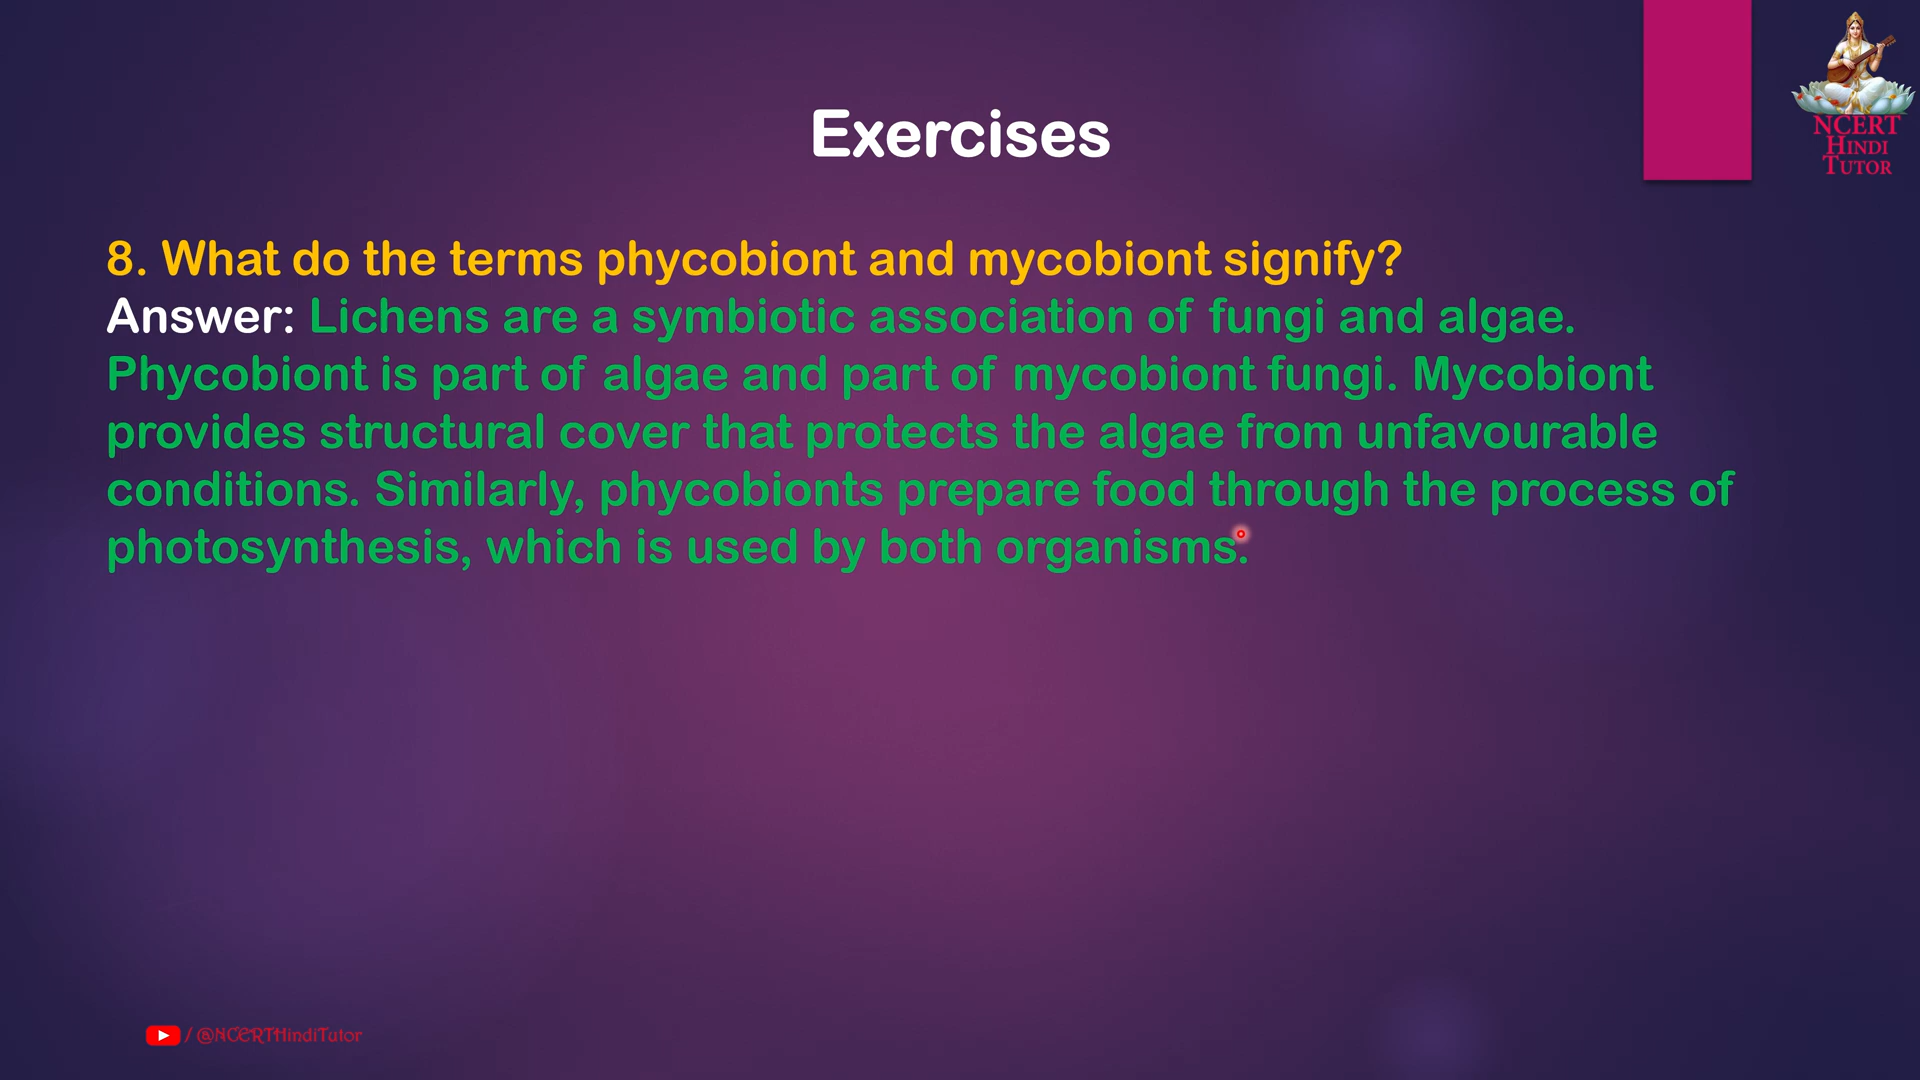 Exercises
NCERT
HINDI
TUTOR
8. What do the terms phycobiont and mycobiont signify?
Answer: Lichens are a symbiotic association of fungi and algae.
Phycobiont is part of algae and part of mycobiont fungi. Mycobiont
provides structural cover that protects the algae from unfavourable
conditions. Similarly, phycobionts prepare food through the process of
photosynthesis, which is used by both organisms.
/ @NCERTHindiTutor